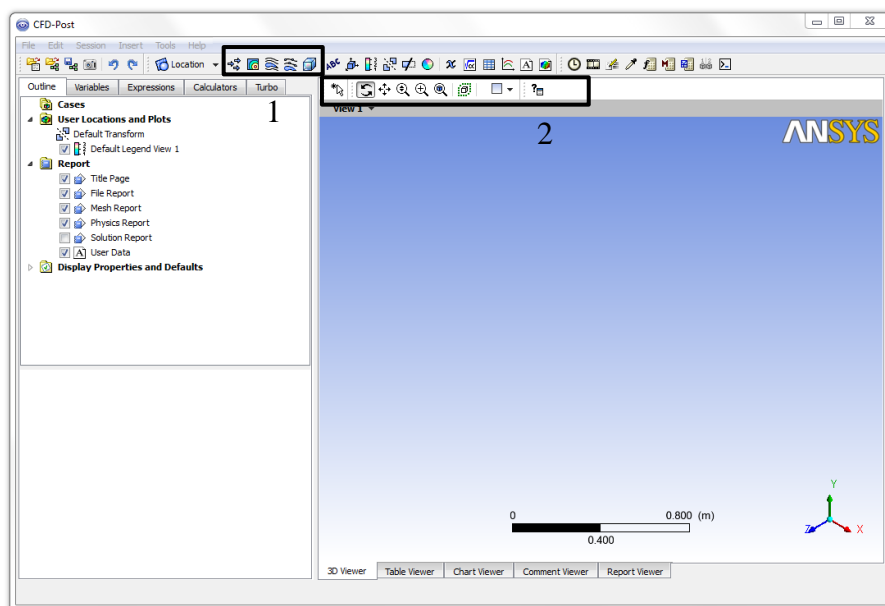 CFD-Post
File Edit Session Insert Tools Help
Location
ABC
Outline Variables Expressions Calculators Turbo
1
Cases
User Locations and Plots
Default Transform
Default Legend View 1
Report
Title Page
File Report
Mesh Report
Physics Report
Solution Report
A User Data
Display Properties and Defaults
View 1
2
ANSYS
Y
Z X
0 0.800 (m)
0.400
3D Viewer Table Viewer Chart Viewer Comment Viewer Report Viewer